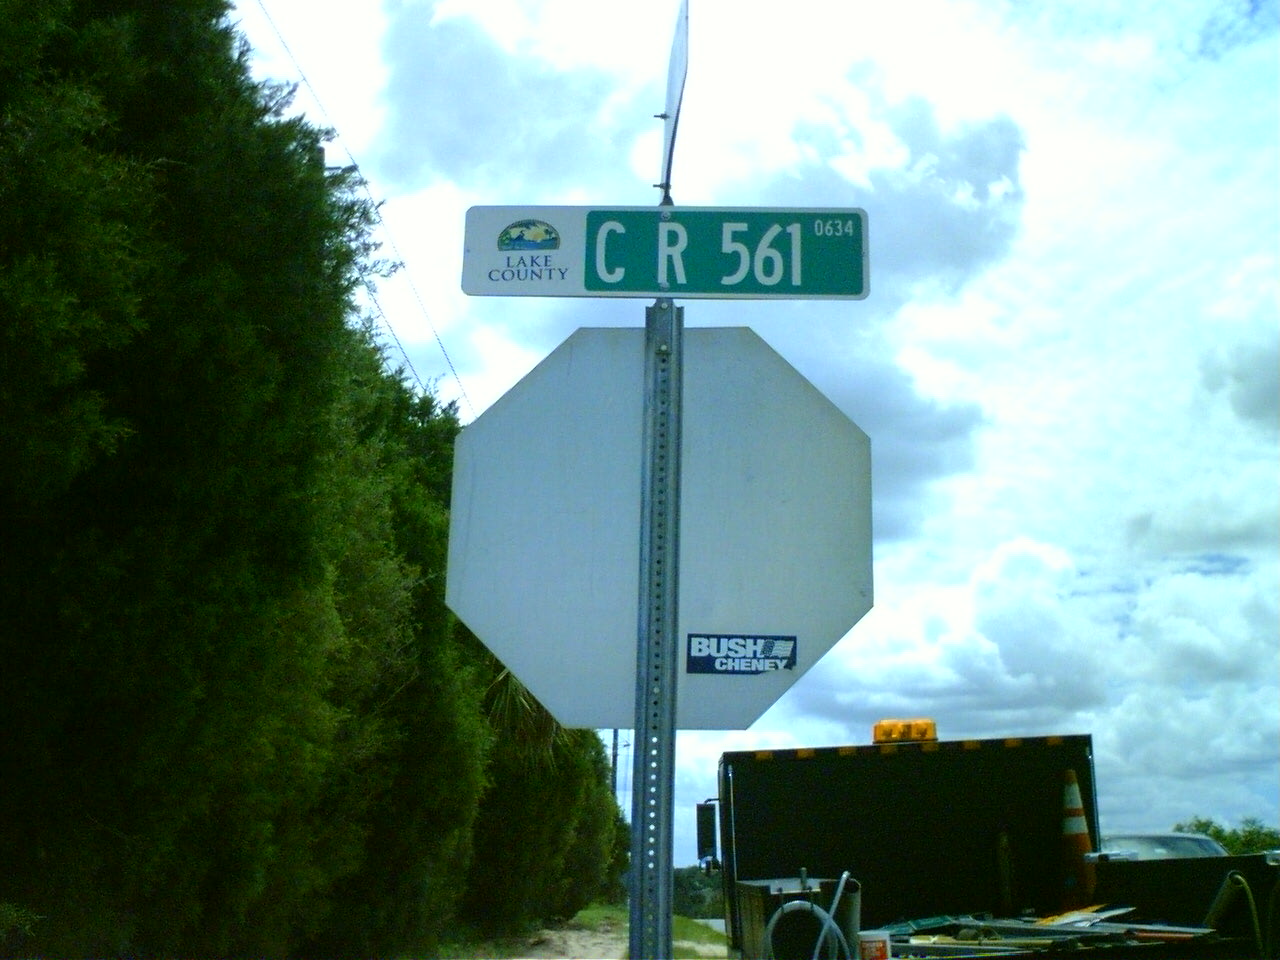 LAKE
COUNTY
C R 561 0634
BUSH
CHENEY